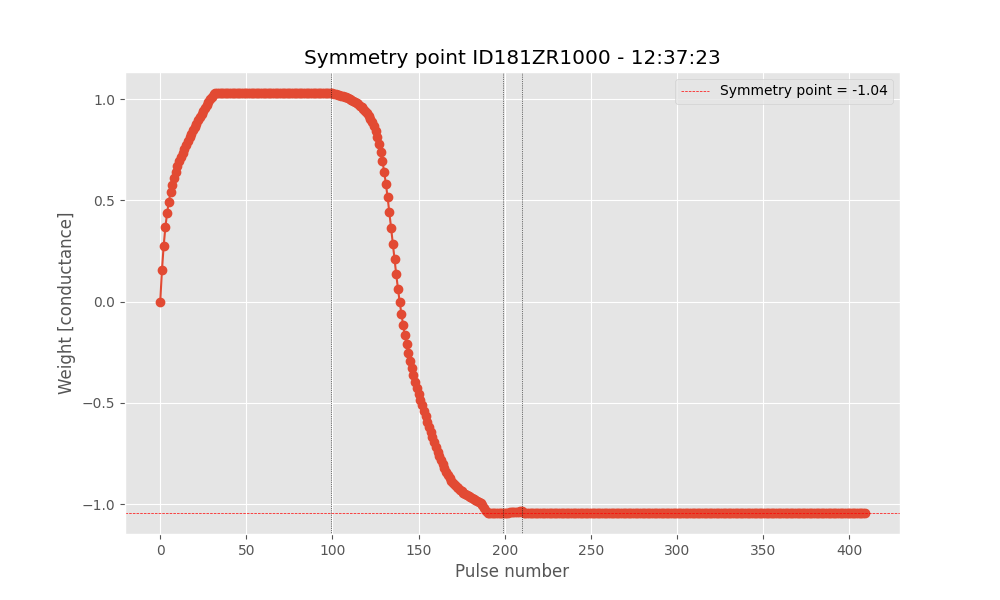 Symmetry point ID181ZR1000 - 12:37:23
Symmetry point = -1.04
Weight [conductance]
1.0
0.5
0.0
−0.5
−1.0
0 50 100 150 200 250 300 350 400
Pulse number